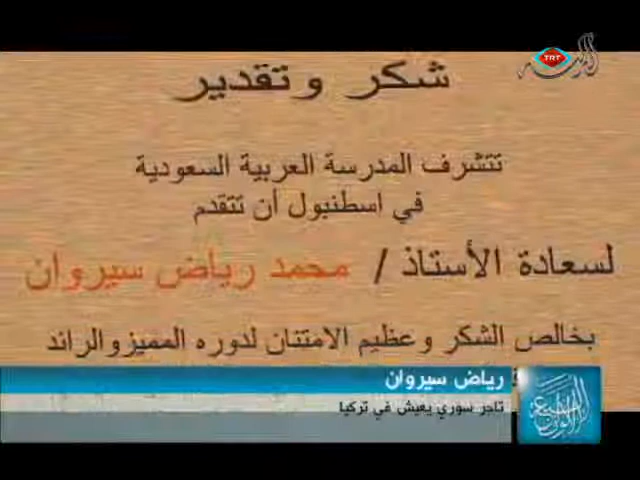 TRT
شكر وتقدير
تتشرف المدرسة العربية السعودية
في اسطنبول أن تتقدم
لسعادة الأستاذ / محمد رياض سيروان
بخالص الشكر وعظيم الامتنان لدوره المميز والرائد
رياض سيروان
تاجر سوري يعيش في تركيا